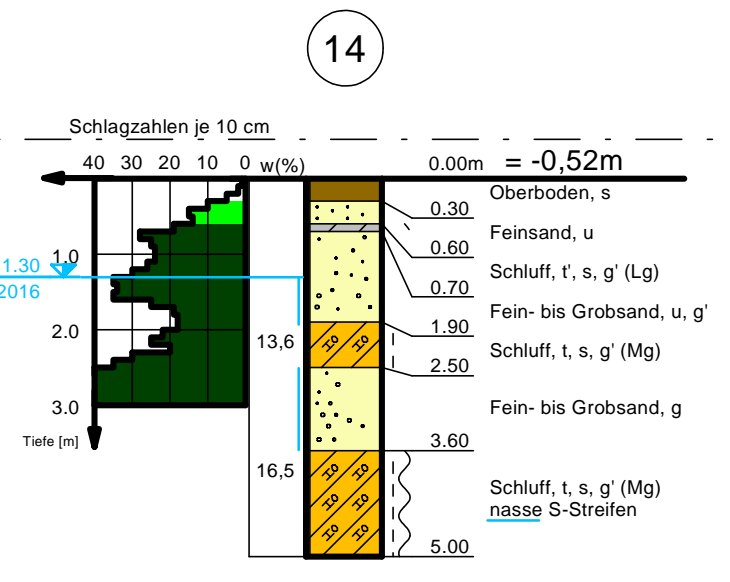 14
Schlagzahlen je 10 cm
40 30 20 10 0 w(%) 0.00m = -0,52m
Oberboden, s
0.30
Feinsand, u
0.60
1.0
1.30
Schluff, t', s, g' (Lg)
0.70
2016
Fein- bis Grobsand, u, g'
1.90
2.0
13,6
Schluff, t, s, g' (Mg)
2.50
3.0
Fein- bis Grobsand, g
Tiefe [m]
3.60
16,5
Schluff, t, s, g' (Mg)
nasse S-Streifen
5.00